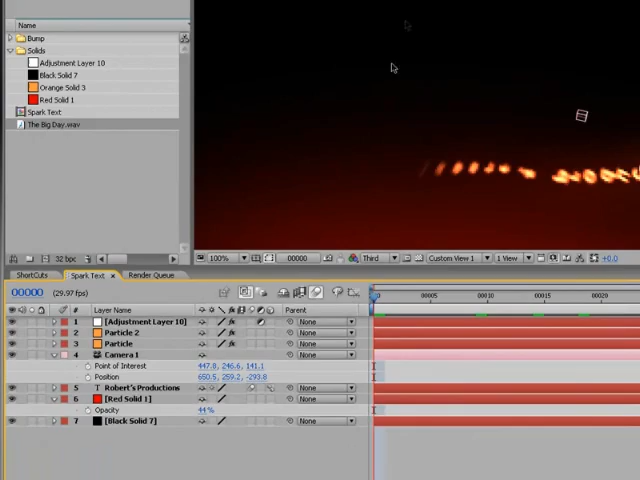 Name
Bump
Solids
Adjustment Layer 10
Black Solid 7
Orange Solid 3
Red Solid 1
Spark Text
The Big Day.wav
32 bpc
100%
00000
Third
Custom View 1
1 View
+0.0
ShortCuts
Spark Text ×
Render Queue
00000 (29.97 fps)
00005 00010 00015 00020
# Layer Name Parent
1 [Adjustment Layer 10] None
2 Particle 2 None
3 Particle None
4 Camera 1 None
Point of Interest 447.8, 246.6, 141.1
Position 650.5, 259.2, -293.8
5 T Robert's Productions None
6 [Red Solid 1] None
Opacity 44%
7 [Black Solid 7] None